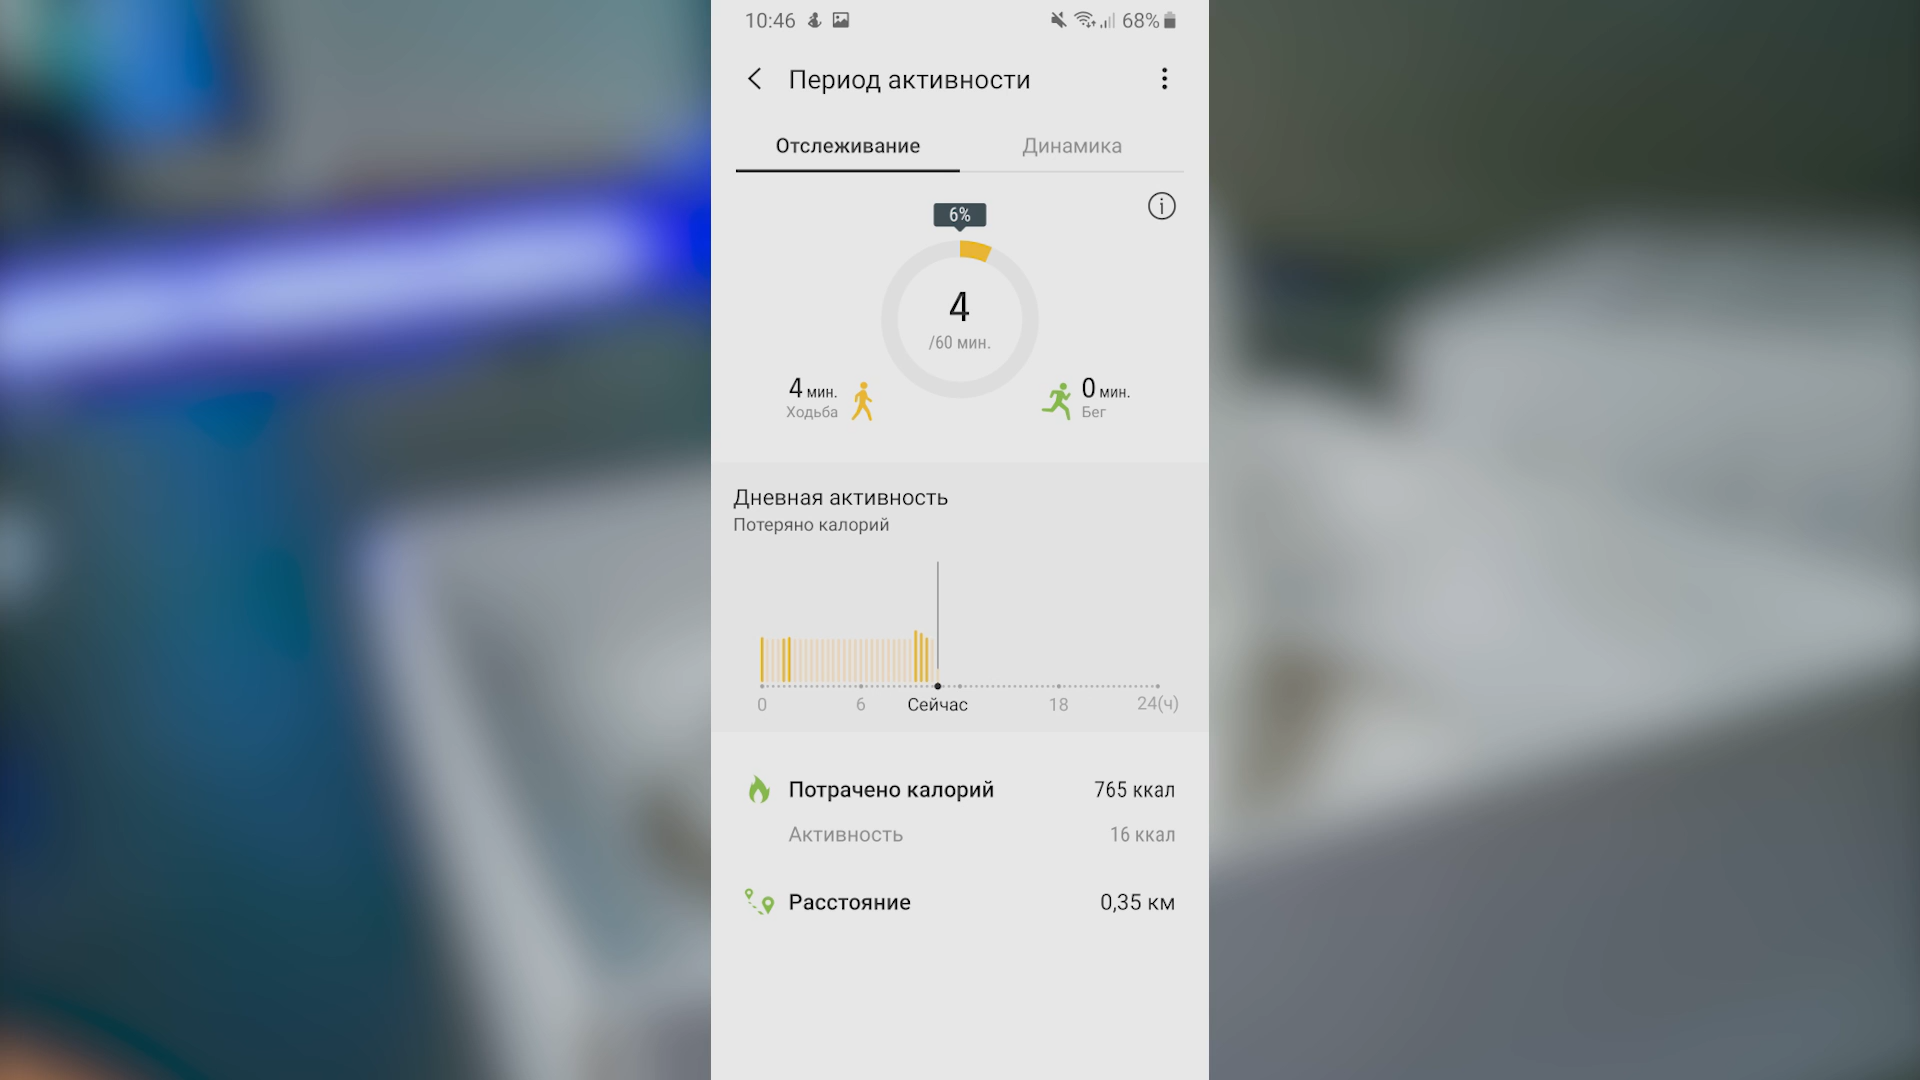 10:46 68%
Период активности
Отслеживание Динамика
6%
4
/60 мин.
4 мин. 0 мин.
Ходьба Бег
Дневная активность
Потеряно калорий
0 6 Сейчас 18 24(ч)
Потрачено калорий 765 ккал
Активность 16 ккал
Расстояние 0,35 км